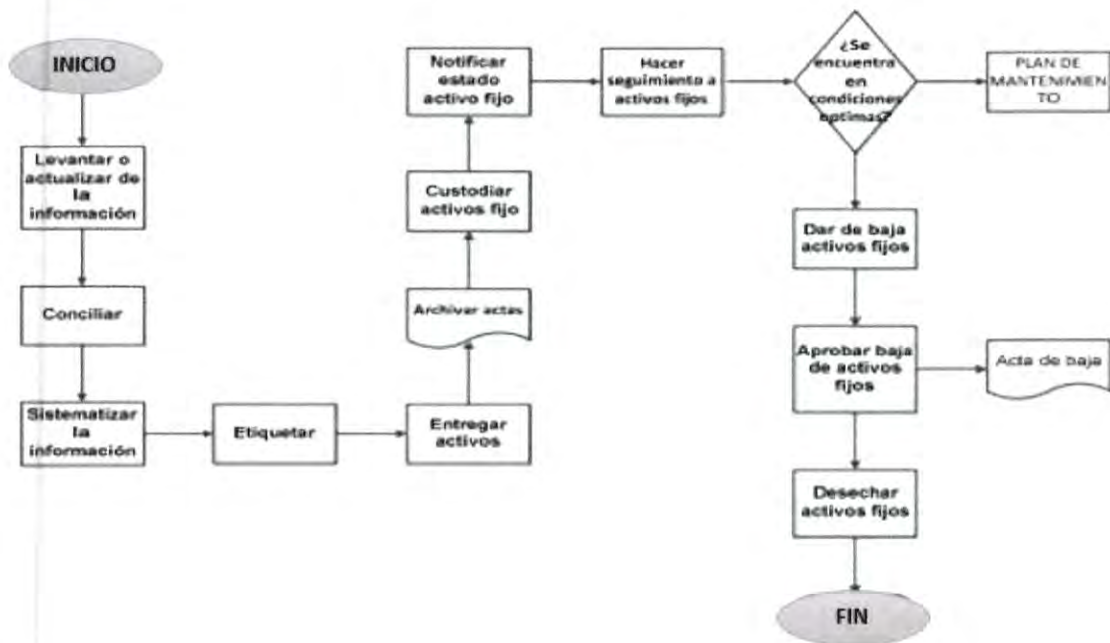 INICIO
Levantar o
actualizar de
la
información
Conciliar
Sistematizar
la
información
Etiquetar
Entregar
activos
Archivar actas
Custodiar
activos fijo
Notificar
estado
activo fijo
Hacer
seguimiento a
activos fijos
¿Se
encuentra
en
condiciones
optimas?
PLAN DE
MANTENIMIEN
TO
Dar de baja
activos fijos
Aprobar baja
de activos
fijos
Acta de baja
Desechar
activos fijos
FIN